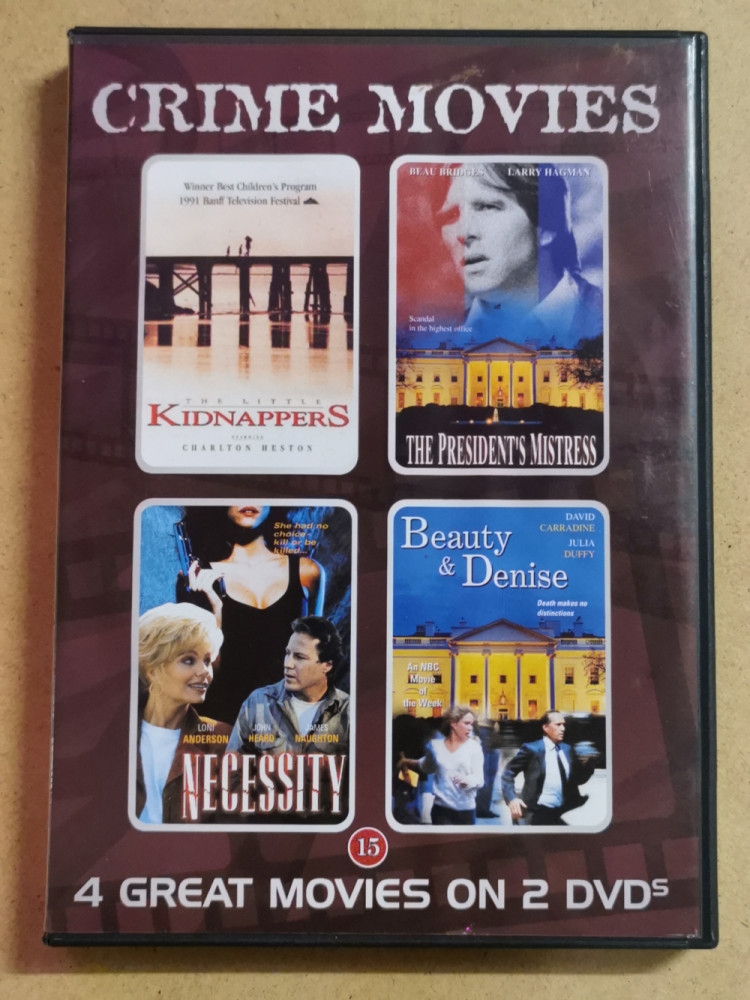 CRIME MOVIES
Winner Best Children's Program
1991 Banff Television Festival
THE LITTLE
KIDNAPPERS
STARRING
CHARLTON HESTON
BEAU BRIDGES LARRY HAGMAN
Scandal
in the highest office
THE PRESIDENT'S MISTRESS
She had no
choice -
kill or be
killed...
LONI JOHN JAMES
ANDERSON HEARD NAUGHTON
NECESSITY
DAVID
CARRADINE
JULIA
DUFFY
Beauty
& Denise
Death makes no
distinctions
An NBC
Movie
of
the Week
15
4 GREAT MOVIES ON 2 DVDs